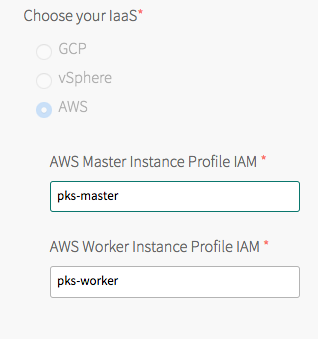 Choose your IaaS*
GCP
vSphere
AWS
AWS Master Instance Profile IAM *
pks-master
AWS Worker Instance Profile IAM *
pks-worker